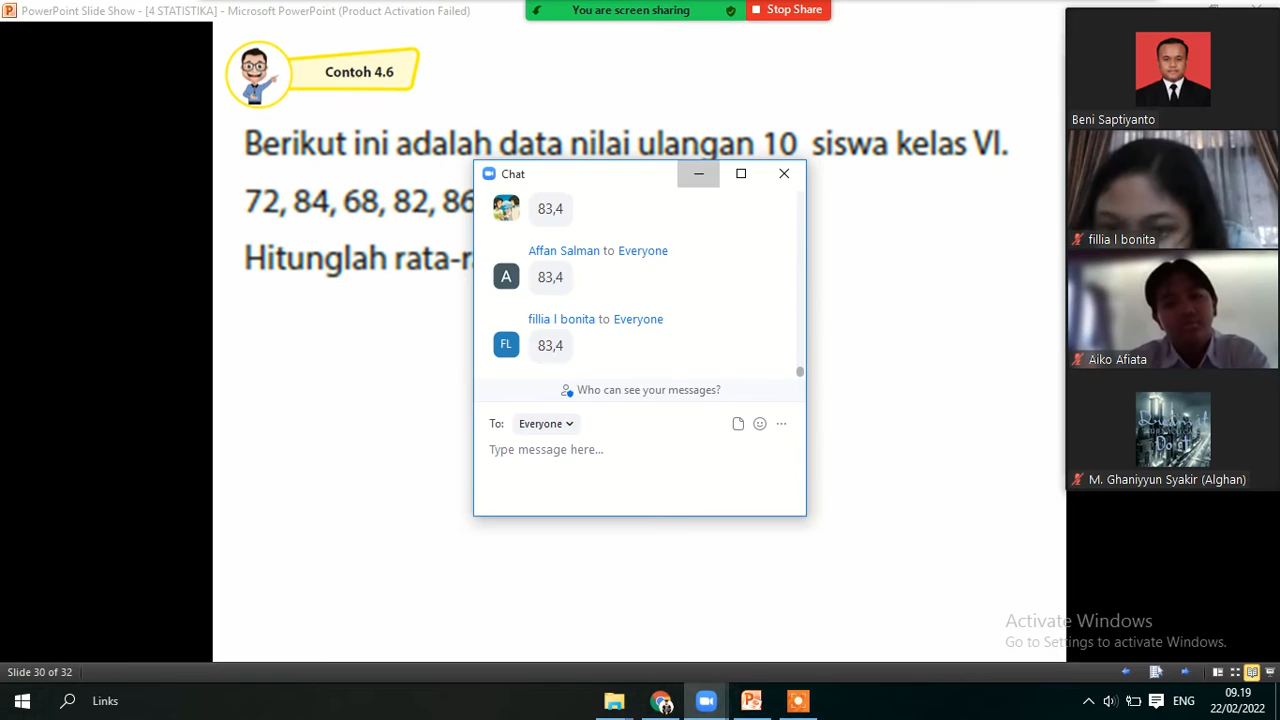 PowerPoint Slide Show - [4 STATISTIKA] - Microsoft PowerPoint (Product Activation Failed)
You are screen sharing
Stop Share
Contoh 4.6
Berikut ini adalah data nilai ulangan 10 siswa kelas VI.
72, 84, 68, 82, 86
Hitunglah rata-ra
Chat
83,4
Affan Salman to Everyone
A
83,4
fillia l bonita to Everyone
FL
83,4
Who can see your messages?
To: Everyone
Type message here...
Beni Saptiyanto
fillia l bonita
Aiko Afiata
M. Ghaniyyun Syakir (Alghan)
Activate Windows
Go to Settings to activate Windows.
Slide 30 of 32
Links
ENG
09.19
22/02/2022